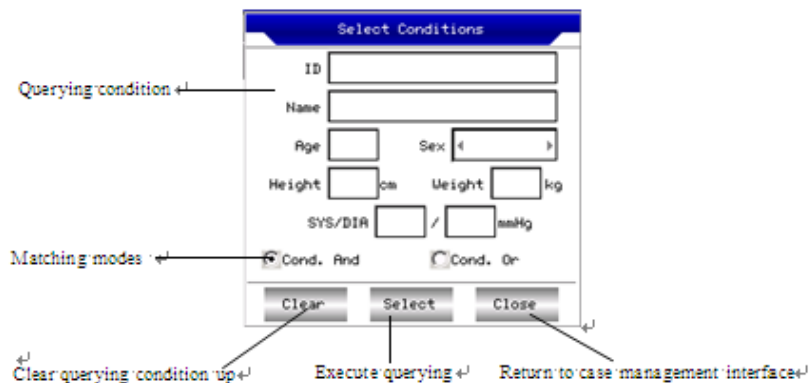 Select Conditions
ID
Querying condition
Name
Age Sex
Height cm Weight kg
SYS/DIA / mmHg
Matching modes
Cond. And Cond. Or
Clear Select Close
Clear querying condition up Execute querying Return to case management interface